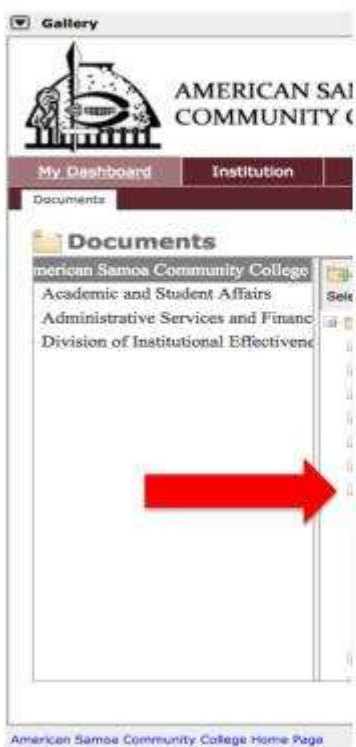 Gallery
AMERICAN SA
COMMUNITY
My Dashboard Institution
Documents
Documents
merican Samoa Community College
Academic and Student Affairs
Sele
Administrative Services and Financ
Division of Institutional Effectivene
American Samoa Community College Home Page